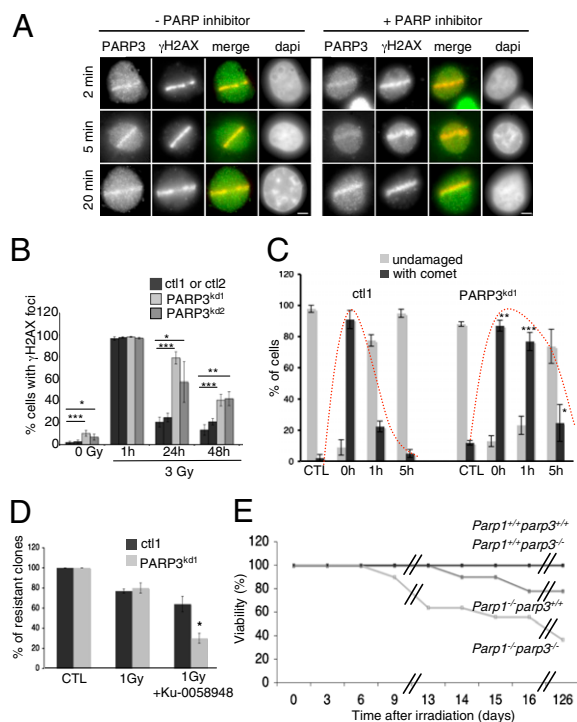 A
- PARP inhibitor
+ PARP inhibitor
PARP3 γH2AX merge dapi
PARP3 γH2AX merge dapi
2 min
5 min
20 min
B
ctl1 or ctl2
PARP3kd1
PARP3kd2
% cells with γH2AX foci
100
80
60
40
20
0
*
***
*
***
**
***
0 Gy 1h 24h 48h
3 Gy
C
undamaged
with comet
ctl1
PARP3kd1
% of cells
100
80
60
40
20
0
**
***
*
CTL 0h 1h 5h
CTL 0h 1h 5h
D
ctl1
PARP3kd1
% of resistant clones
120
100
80
60
40
20
0
*
CTL 1Gy 1Gy
+Ku-0058948
E
Parp1+/+parp3+/+
Parp1+/+parp3-/-
Parp1-/-parp3+/+
Parp1-/-parp3-/-
Viability (%)
120
100
80
60
40
20
0
0 3 6 9 13 14 15 16 126
Time after irradiation (days)